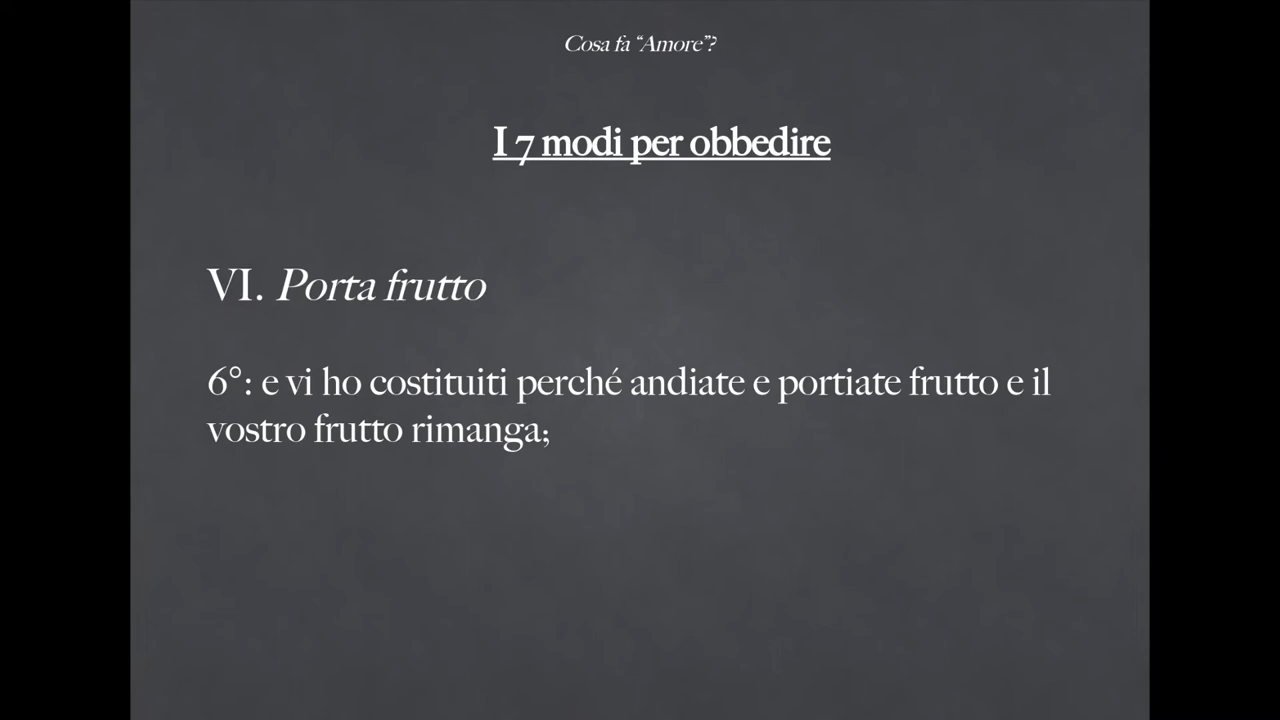 Cosa fa “Amore”?
I 7 modi per obbedire
VI. Porta frutto
6°: e vi ho costituiti perché andiate e portiate frutto e il
vostro frutto rimanga;